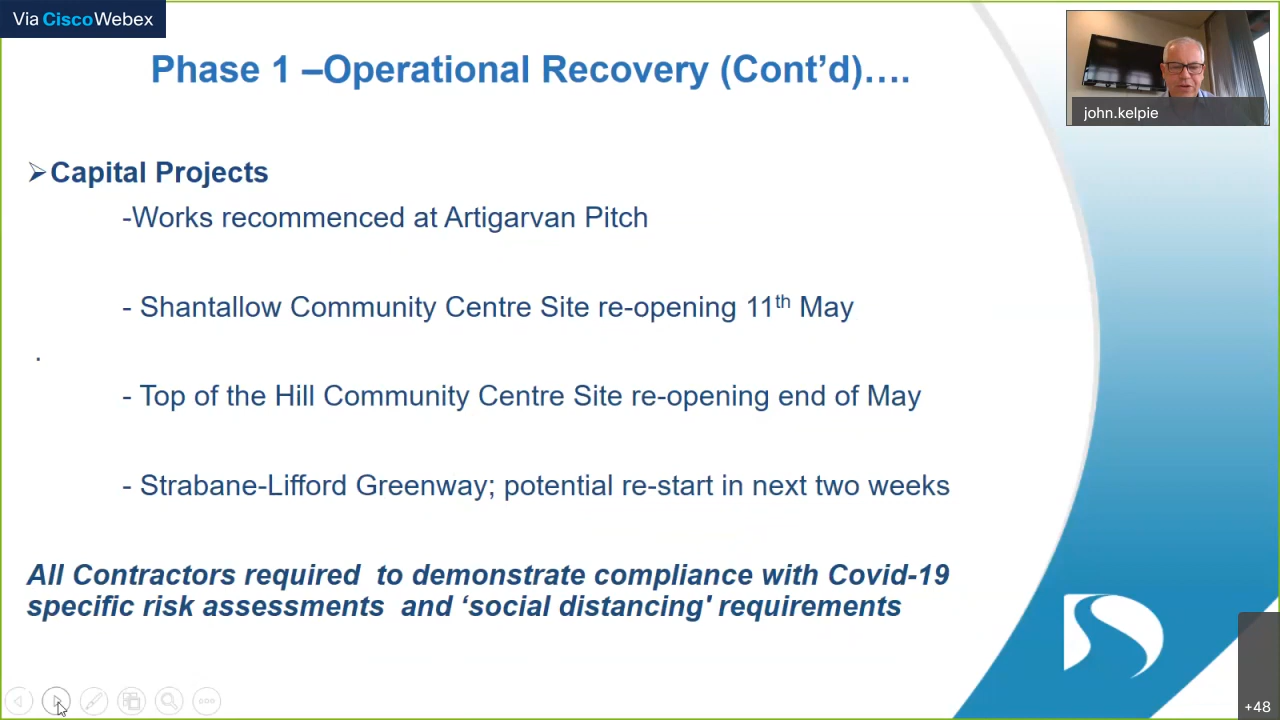 Via CiscoWebex
Phase 1 –Operational Recovery (Cont’d)….
john.kelpie
➢Capital Projects
-Works recommenced at Artigarvan Pitch
- Shantallow Community Centre Site re-opening 11th May
.
- Top of the Hill Community Centre Site re-opening end of May
- Strabane-Lifford Greenway; potential re-start in next two weeks
All Contractors required to demonstrate compliance with Covid-19
specific risk assessments and ‘social distancing' requirements
+48